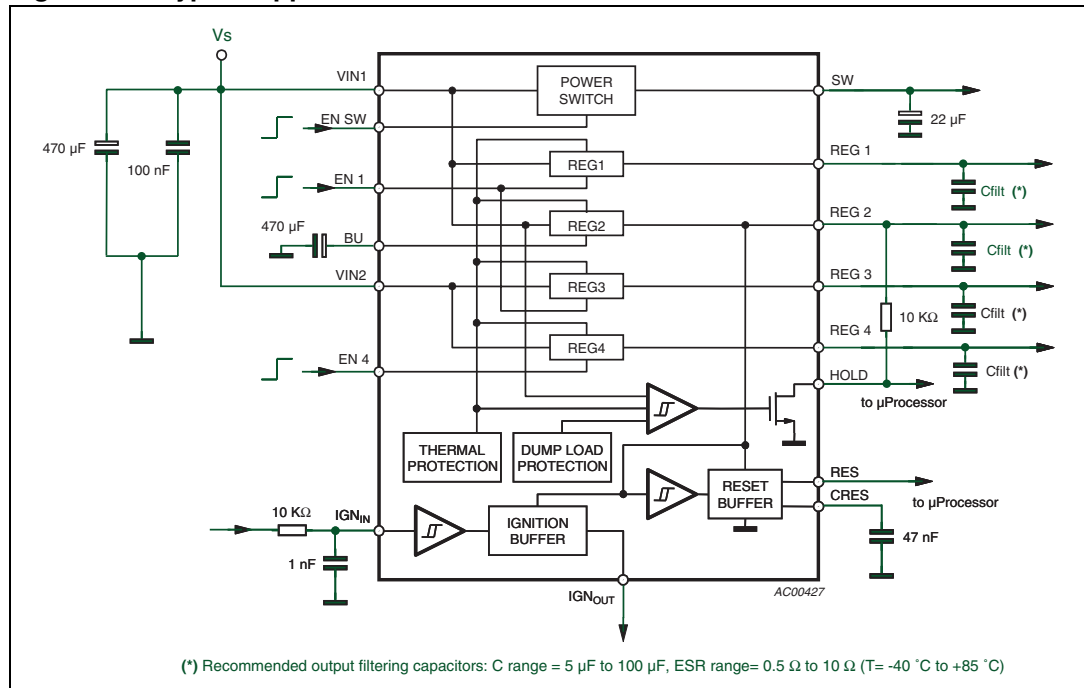 Vs
VIN1
POWER
SWITCH
SW
EN SW
22 µF
470 µF
100 nF
REG1
REG 1
Cfilt (*)
EN 1
470 µF
BU
REG2
REG 2
Cfilt (*)
VIN2
REG3
REG 3
10 KΩ
Cfilt (*)
REG4
REG 4
EN 4
Cfilt (*)
HOLD
to µProcessor
THERMAL
PROTECTION
DUMP LOAD
PROTECTION
RES
RESET
BUFFER
CRES
to µProcessor
10 KΩ
IGNIN
IGNITION
BUFFER
47 nF
1 nF
IGNOUT
AC00427
(*) Recommended output filtering capacitors: C range = 5 µF to 100 µF, ESR range= 0.5 Ω to 10 Ω (T= -40 ˚C to +85 ˚C)